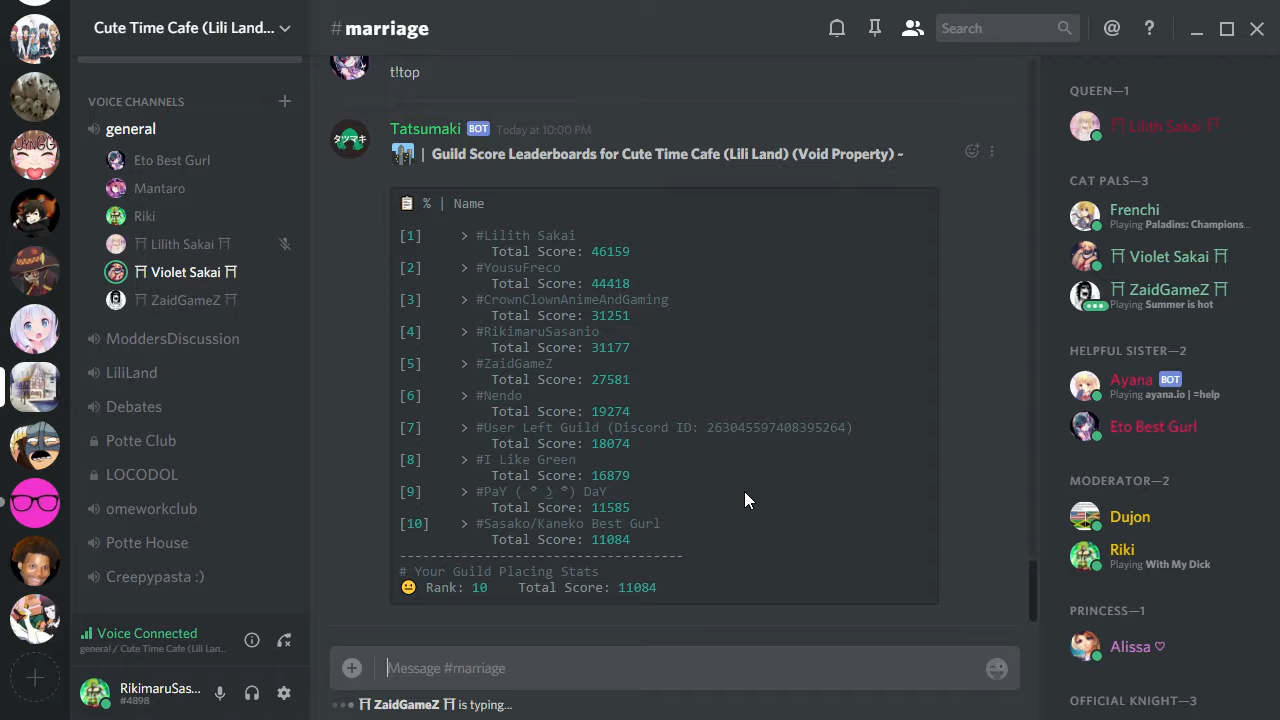 Cute Time Cafe (Lili Land...
VOICE CHANNELS
general
Eto Best Gurl
Mantaro
Riki
⛩ Lilith Sakai ⛩
⛩ Violet Sakai ⛩
⛩ ZaidGameZ ⛩
ModdersDiscussion
LiliLand
Debates
Potte Club
LOCODOL
omeworkclub
Potte House
Creepypasta :)
Voice Connected
general / Cute Time Cafe (Lili Lan...
RikimaruSas...
#4898
#marriage
Search
t!top
タツマキ
Tatsumaki BOT Today at 10:00 PM
| Guild Score Leaderboards for Cute Time Cafe (Lili Land) (Void Property) ~
📋 % | Name
[1] > #Lilith Sakai
Total Score: 46159
[2] > #YousuFreco
Total Score: 44418
[3] > #CrownClownAnimeAndGaming
Total Score: 31251
[4] > #RikimaruSasanio
Total Score: 31177
[5] > #ZaidGameZ
Total Score: 27581
[6] > #Nendo
Total Score: 19274
[7] > #User Left Guild (Discord ID: 263045597408395264)
Total Score: 18074
[8] > #I Like Green
Total Score: 16879
[9] > #PaY ( ͡° ͜ʖ ͡°) DaY
Total Score: 11585
[10] > #Sasako/Kaneko Best Gurl
Total Score: 11084
-------------------------------------
# Your Guild Placing Stats
😐 Rank: 10 Total Score: 11084
Message #marriage
⛩ ZaidGameZ ⛩ is typing...
QUEEN—1
⛩ Lilith Sakai ⛩
CAT PALS—3
Frenchi
Playing Paladins: Champions...
⛩ Violet Sakai ⛩
⛩ ZaidGameZ ⛩
Playing Summer is hot
HELPFUL SISTER—2
Ayana BOT
Playing ayana.io | =help
Eto Best Gurl
MODERATOR—2
Dujon
Riki
Playing With My Dick
PRINCESS—1
Alissa ♡
OFFICIAL KNIGHT—3